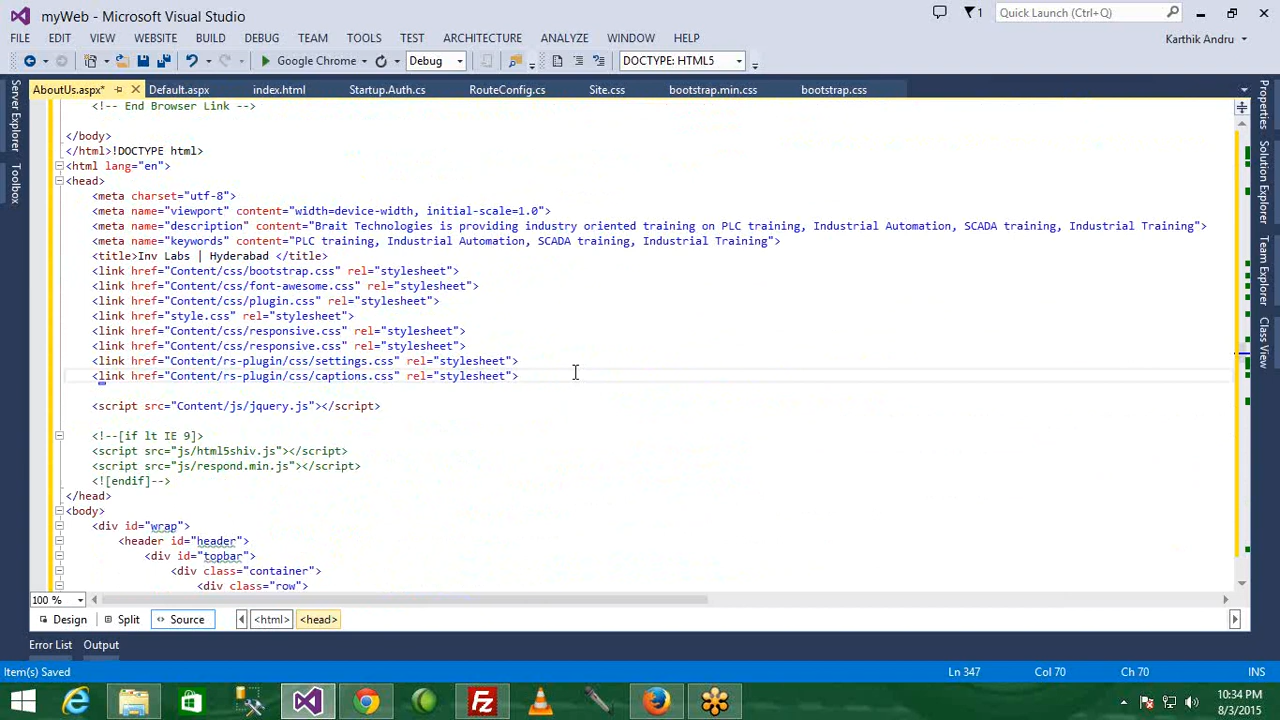 myWeb - Microsoft Visual Studio
1
Quick Launch (Ctrl+Q)
FILE EDIT VIEW WEBSITE BUILD DEBUG TEAM TOOLS TEST ARCHITECTURE ANALYZE WINDOW HELP
Karthik Andru
Google Chrome
Debug
DOCTYPE: HTML5
AboutUs.aspx* Default.aspx index.html Startup.Auth.cs RouteConfig.cs Site.css bootstrap.min.css bootstrap.css
Server Explorer
Toolbox
Properties
Solution Explorer
Team Explorer
Class View
<!-- End Browser Link -->
</body>
</html>!DOCTYPE html>
<html lang="en">
<head>
<meta charset="utf-8">
<meta name="viewport" content="width=device-width, initial-scale=1.0">
<meta name="description" content="Brait Technologies is providing industry oriented training on PLC training, Industrial Automation, SCADA training, Industrial Training">
<meta name="keywords" content="PLC training, Industrial Automation, SCADA training, Industrial Training">
<title>Inv Labs | Hyderabad </title>
<link href="Content/css/bootstrap.css" rel="stylesheet">
<link href="Content/css/font-awesome.css" rel="stylesheet">
<link href="Content/css/plugin.css" rel="stylesheet">
<link href="style.css" rel="stylesheet">
<link href="Content/css/responsive.css" rel="stylesheet">
<link href="Content/css/responsive.css" rel="stylesheet">
<link href="Content/rs-plugin/css/settings.css" rel="stylesheet">
<link href="Content/rs-plugin/css/captions.css" rel="stylesheet">
<script src="Content/js/jquery.js"></script>
<!--[if lt IE 9]>
<script src="js/html5shiv.js"></script>
<script src="js/respond.min.js"></script>
<![endif]-->
</head>
<body>
<div id="wrap">
<header id="header">
<div id="topbar">
<div class="container">
<div class="row">
100 %
Design Split Source <html> <head>
Error List Output
Item(s) Saved Ln 347 Col 70 Ch 70 INS
10:34 PM
8/3/2015